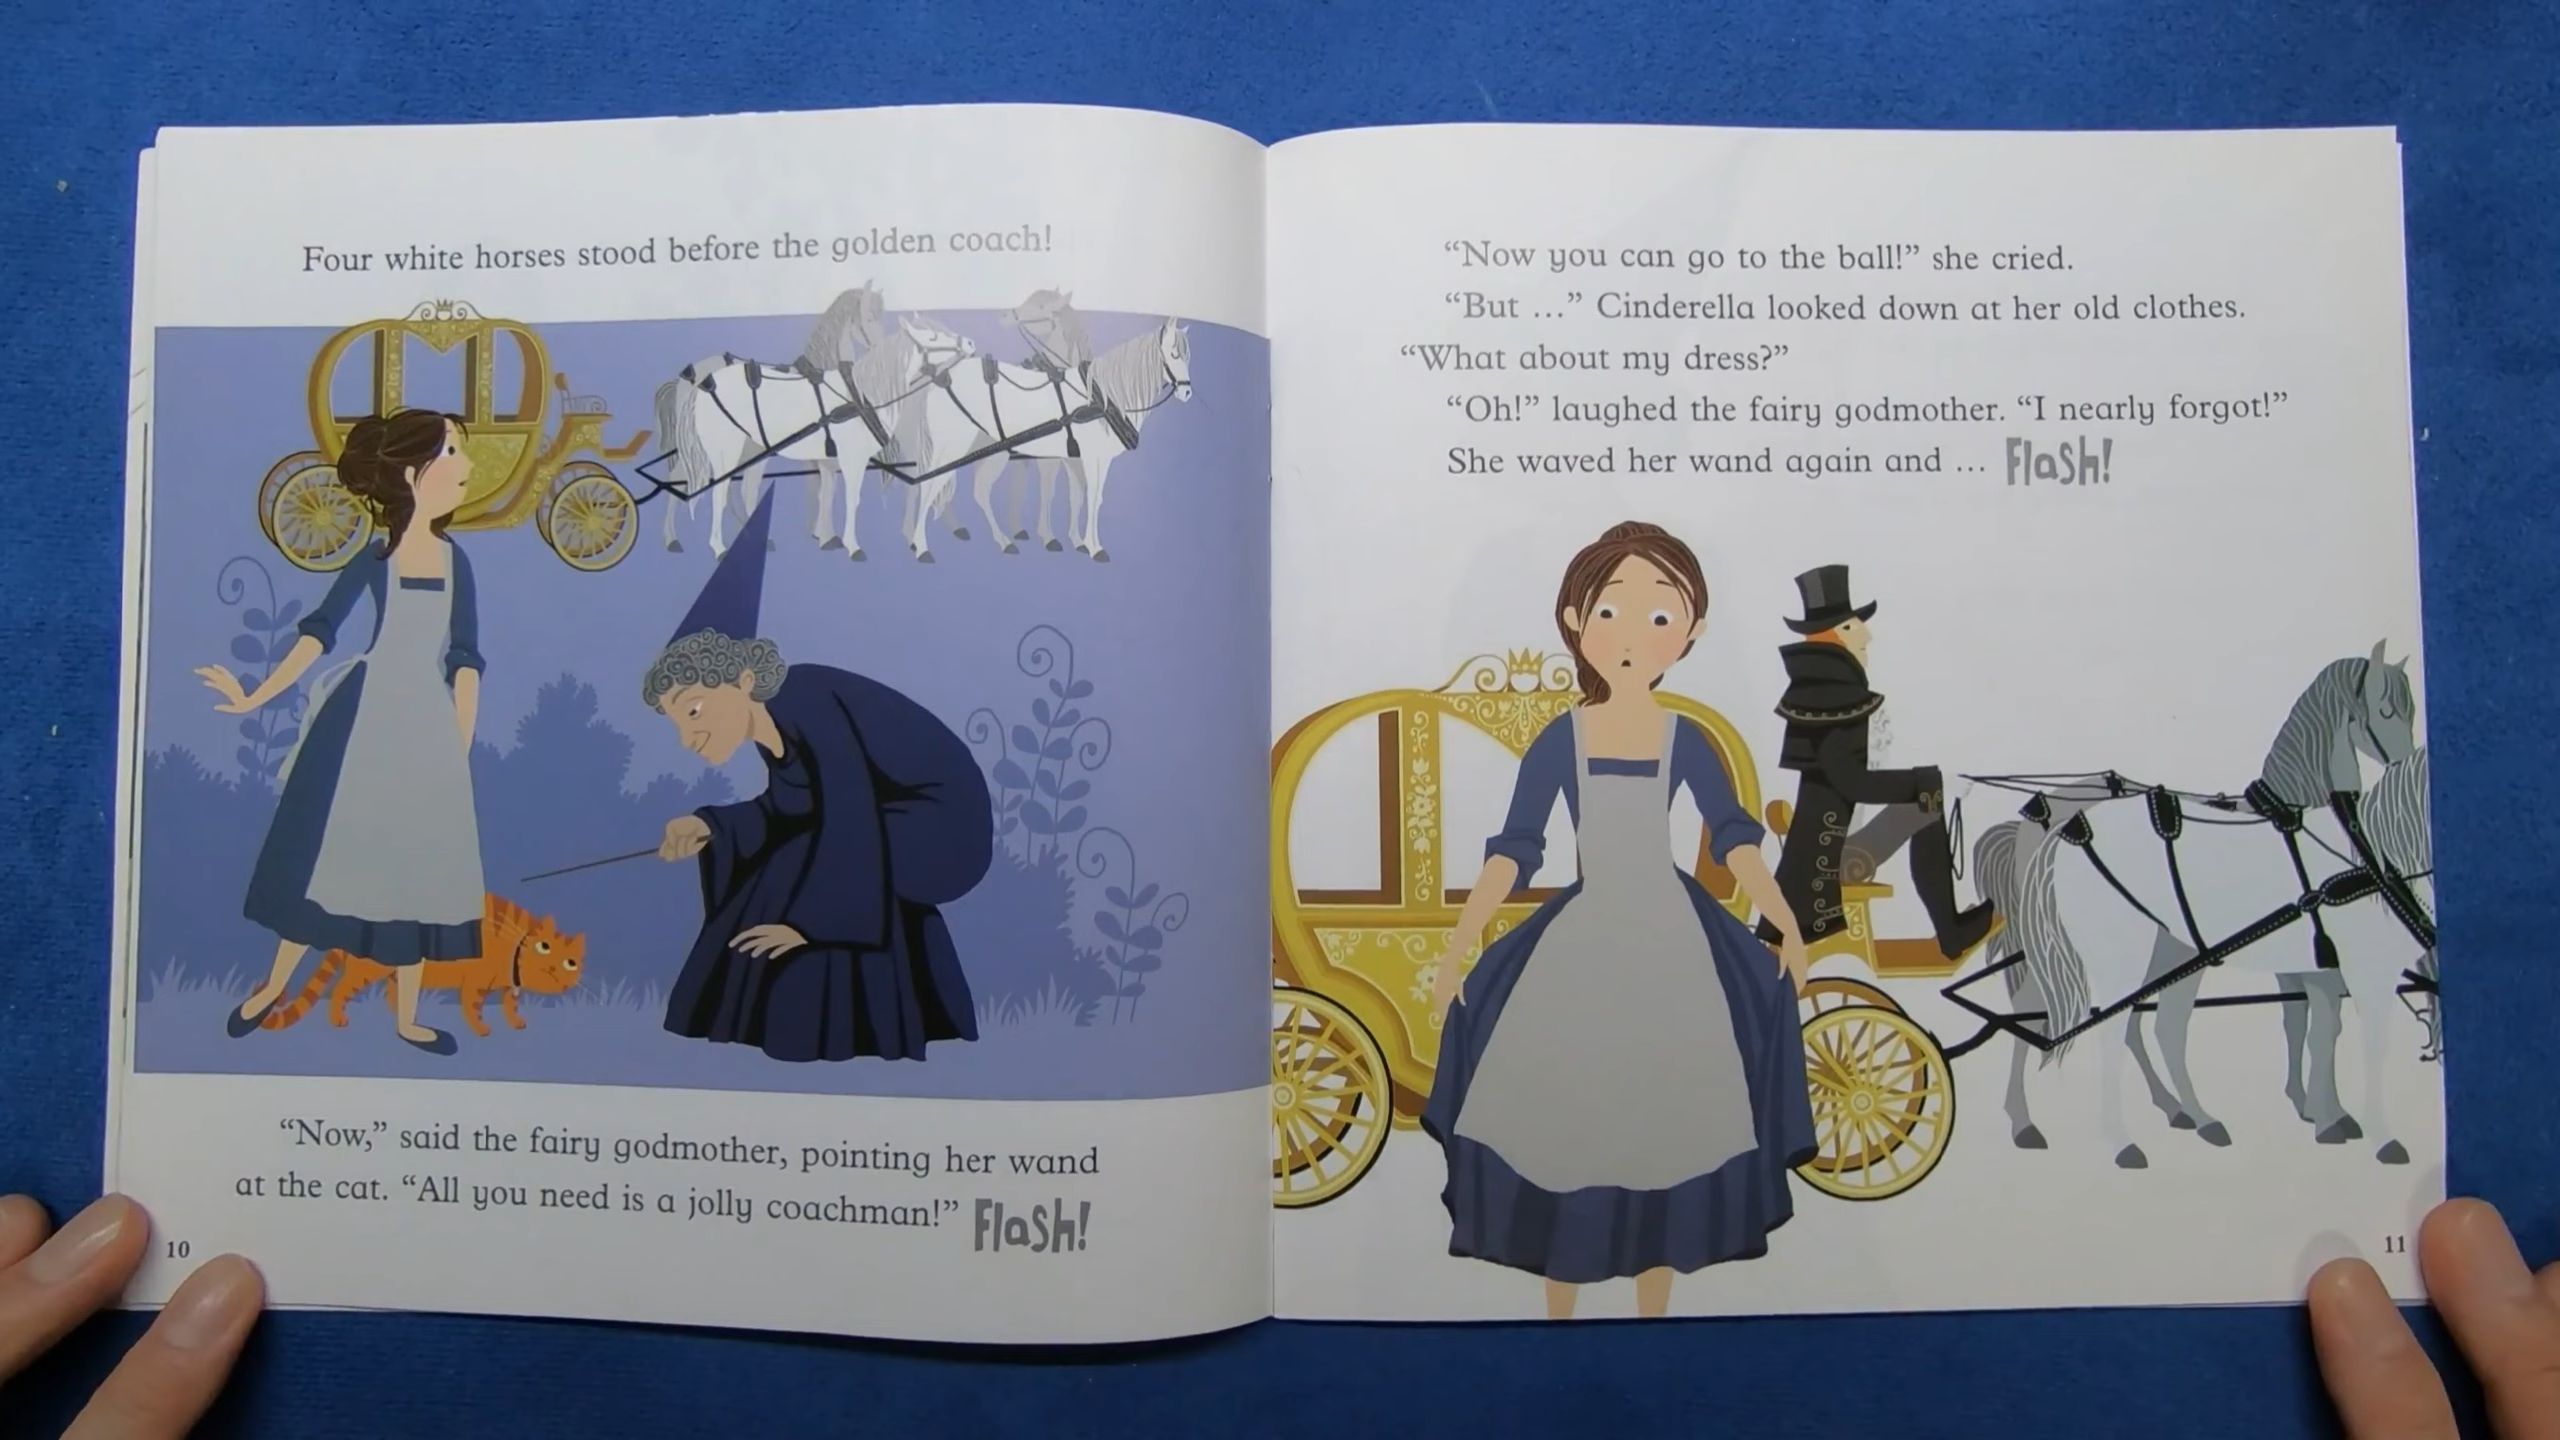 Four white horses stood before the golden coach!
“Now,” said the fairy godmother, pointing her wand
at the cat. “All you need is a jolly coachman!” Flash!
10
“Now you can go to the ball!” she cried.
“But ...” Cinderella looked down at her old clothes.
“What about my dress?”
“Oh!” laughed the fairy godmother. “I nearly forgot!”
She waved her wand again and ... Flash!
11